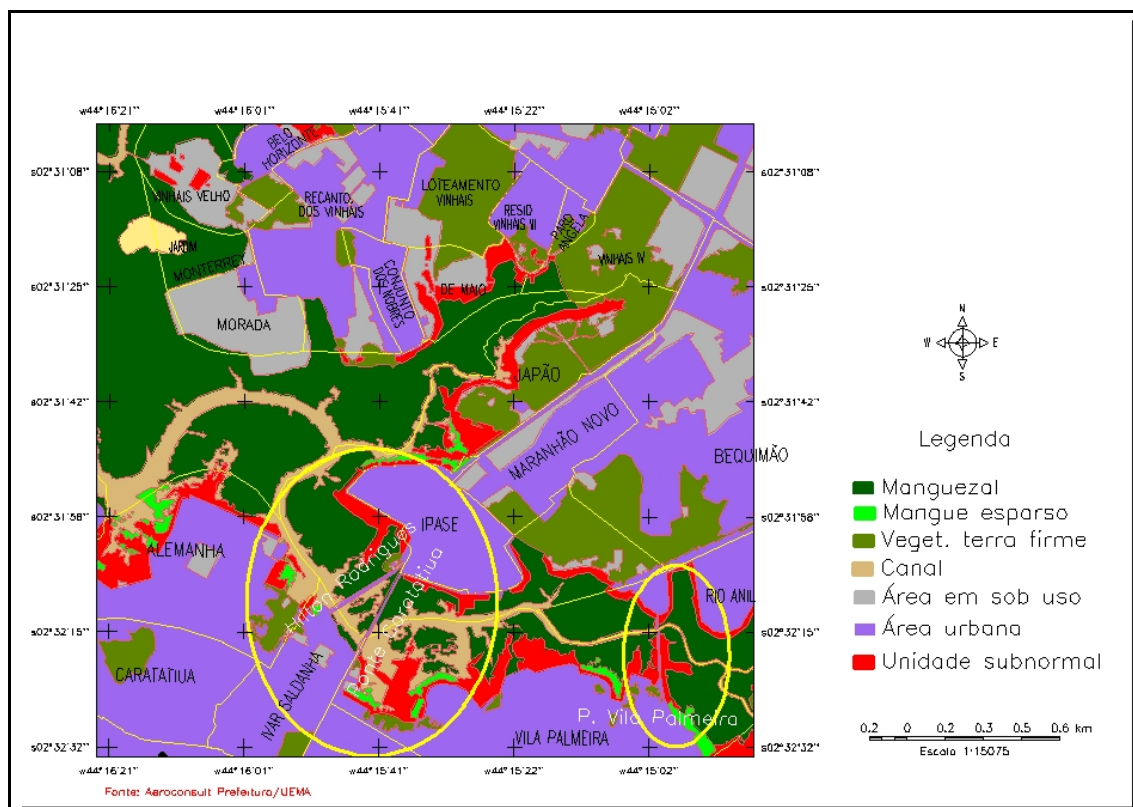 w44°16'21" w44°16'01" w44°15'41" w44°15'22" w44°15'02"
s02°31'08" s02°31'08"
BELO
HORIZONTE
VINHAIS VELHO
RECANTO
DOS VINHAIS
LOTEAMENTO
VINHAIS
RESID
VINHAIS III
PARQ
ANGELA
VINHAIS IV
JARDIM
MONTERREY
s02°31'25" s02°31'25"
MORADA
CONJUNTO
DOS NOBRES
DE MAIO
JAPÃO
s02°31'42" s02°31'42"
MARANHÃO NOVO
BEQUIMÃO
s02°31'58" s02°31'58"
ALEMANHA
IPASE
Hilton Rodrigues
Ponte Caratatiua
RIO ANIL
s02°32'15" s02°32'15"
CARATATIUA
IVAR SALDANHA
P. Vila Palmeira
VILA PALMEIRA
s02°32'32" s02°32'32"
w44°16'21" w44°16'01" w44°15'41" w44°15'22" w44°15'02"
Fonte: Aeroconsult Prefeitura/UEMA
N
W E
S
Legenda
Manguezal
Mangue esparso
Veget. terra firme
Canal
Área em sob uso
Área urbana
Unidade subnormal
0.2 0 0.2 0.3 0.5 0.6 km
Escala 1:15075